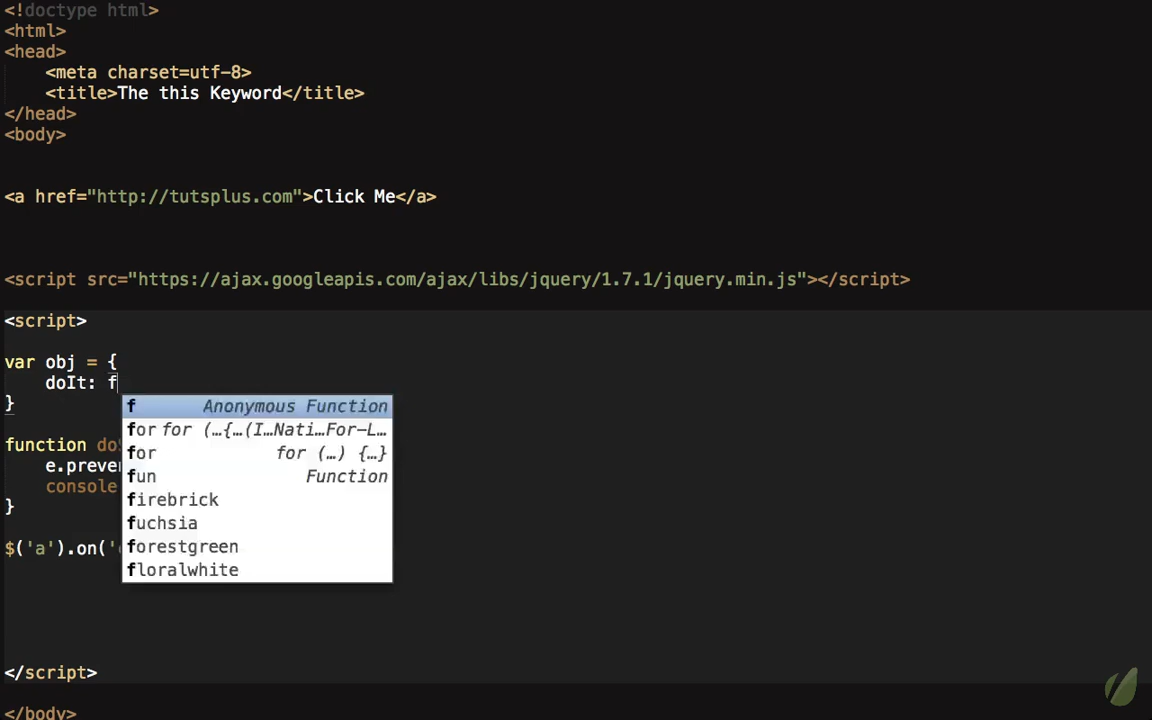 <!doctype html>
<html>
<head>
<meta charset=utf-8>
<title>The this Keyword</title>
</head>
<body>
<a href="http://tutsplus.com">Click Me</a>
<script src="https://ajax.googleapis.com/ajax/libs/jquery/1.7.1/jquery.min.js"></script>
<script>
var obj = {
doIt: f
}
f Anonymous Function
for for (…{…(I…Nati…For-L…
for for (…) {…}
fun Function
firebrick
fuchsia
forestgreen
floralwhite
function do
e.preve
console
}
$('a').on('
</script>
</body>